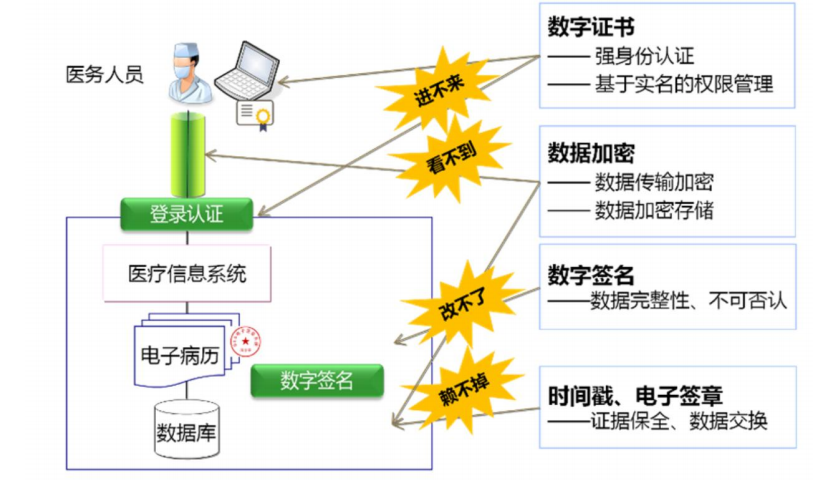 医务人员
登录认证
医疗信息系统
电子病历
数字签名
数据库
进不来
看不到
改不了
赖不掉
数字证书
—— 强身份认证
—— 基于实名的权限管理
数据加密
—— 数据传输加密
—— 数据加密存储
数字签名
——数据完整性、不可否认
时间戳、电子签章
——证据保全、数据交换